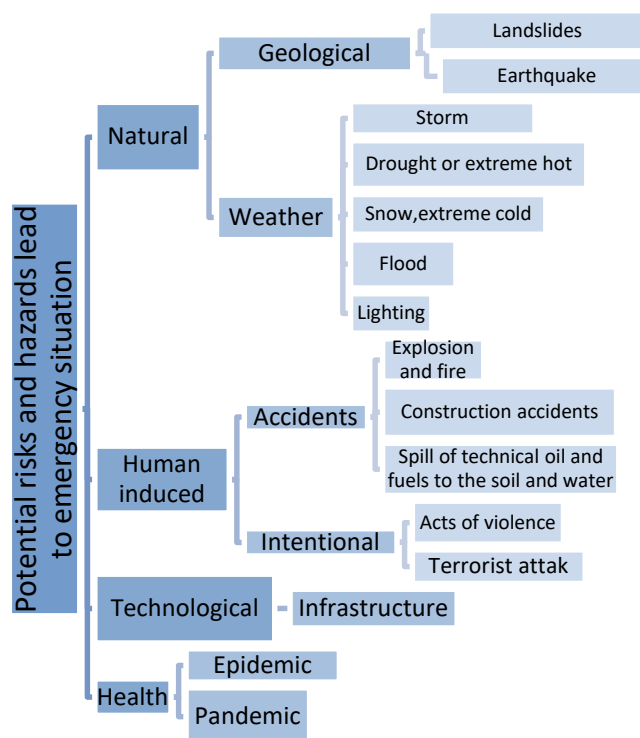 Potential risks and hazards lead
to emergency situation
Natural
Geological
Landslides
Earthquake
Weather
Storm
Drought or extreme hot
Snow,extreme cold
Flood
Lighting
Human
induced
Accidents
Explosion
and fire
Construction accidents
Spill of technical oil and
fuels to the soil and water
Intentional
Acts of violence
Terrorist attak
Technological
Infrastructure
Health
Epidemic
Pandemic